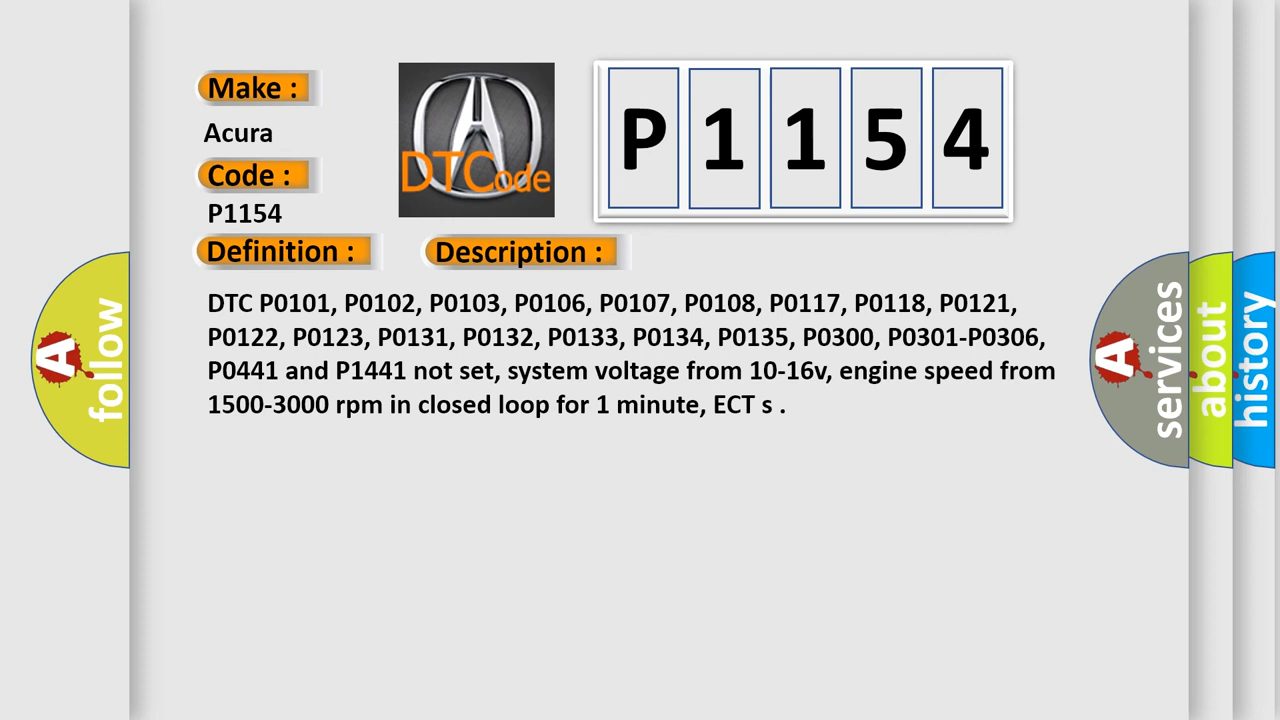 Make :
Acura
Code :
P1154
Definition :
Description :
DTC P0101, P0102, P0103, P0106, P0107, P0108, P0117, P0118, P0121,
P0122, P0123, P0131, P0132, P0133, P0134, P0135, P0300, P0301-P0306,
P0441 and P1441 not set, system voltage from 10-16v, engine speed from
1500-3000 rpm in closed loop for 1 minute, ECT s .
DTCode
P 1 1 5 4
A follow
A services
about
history